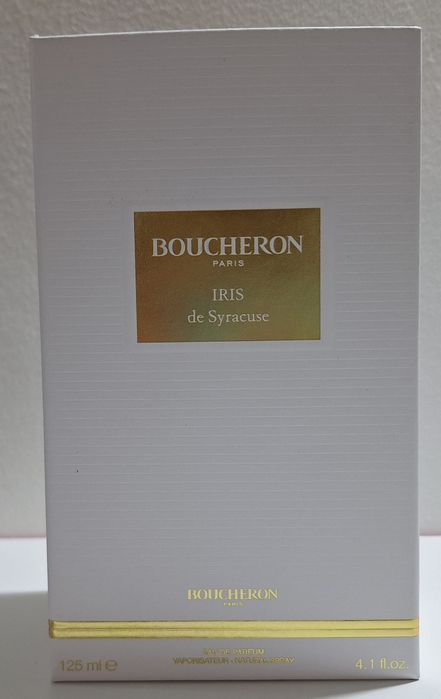 BOUCHERON
PARIS
IRIS
de Syracuse
BOUCHERON
PARIS
EAU DE PARFUM
125 ml ℮ VAPORISATEUR - NATURAL SPRAY 4.1 fl.oz.